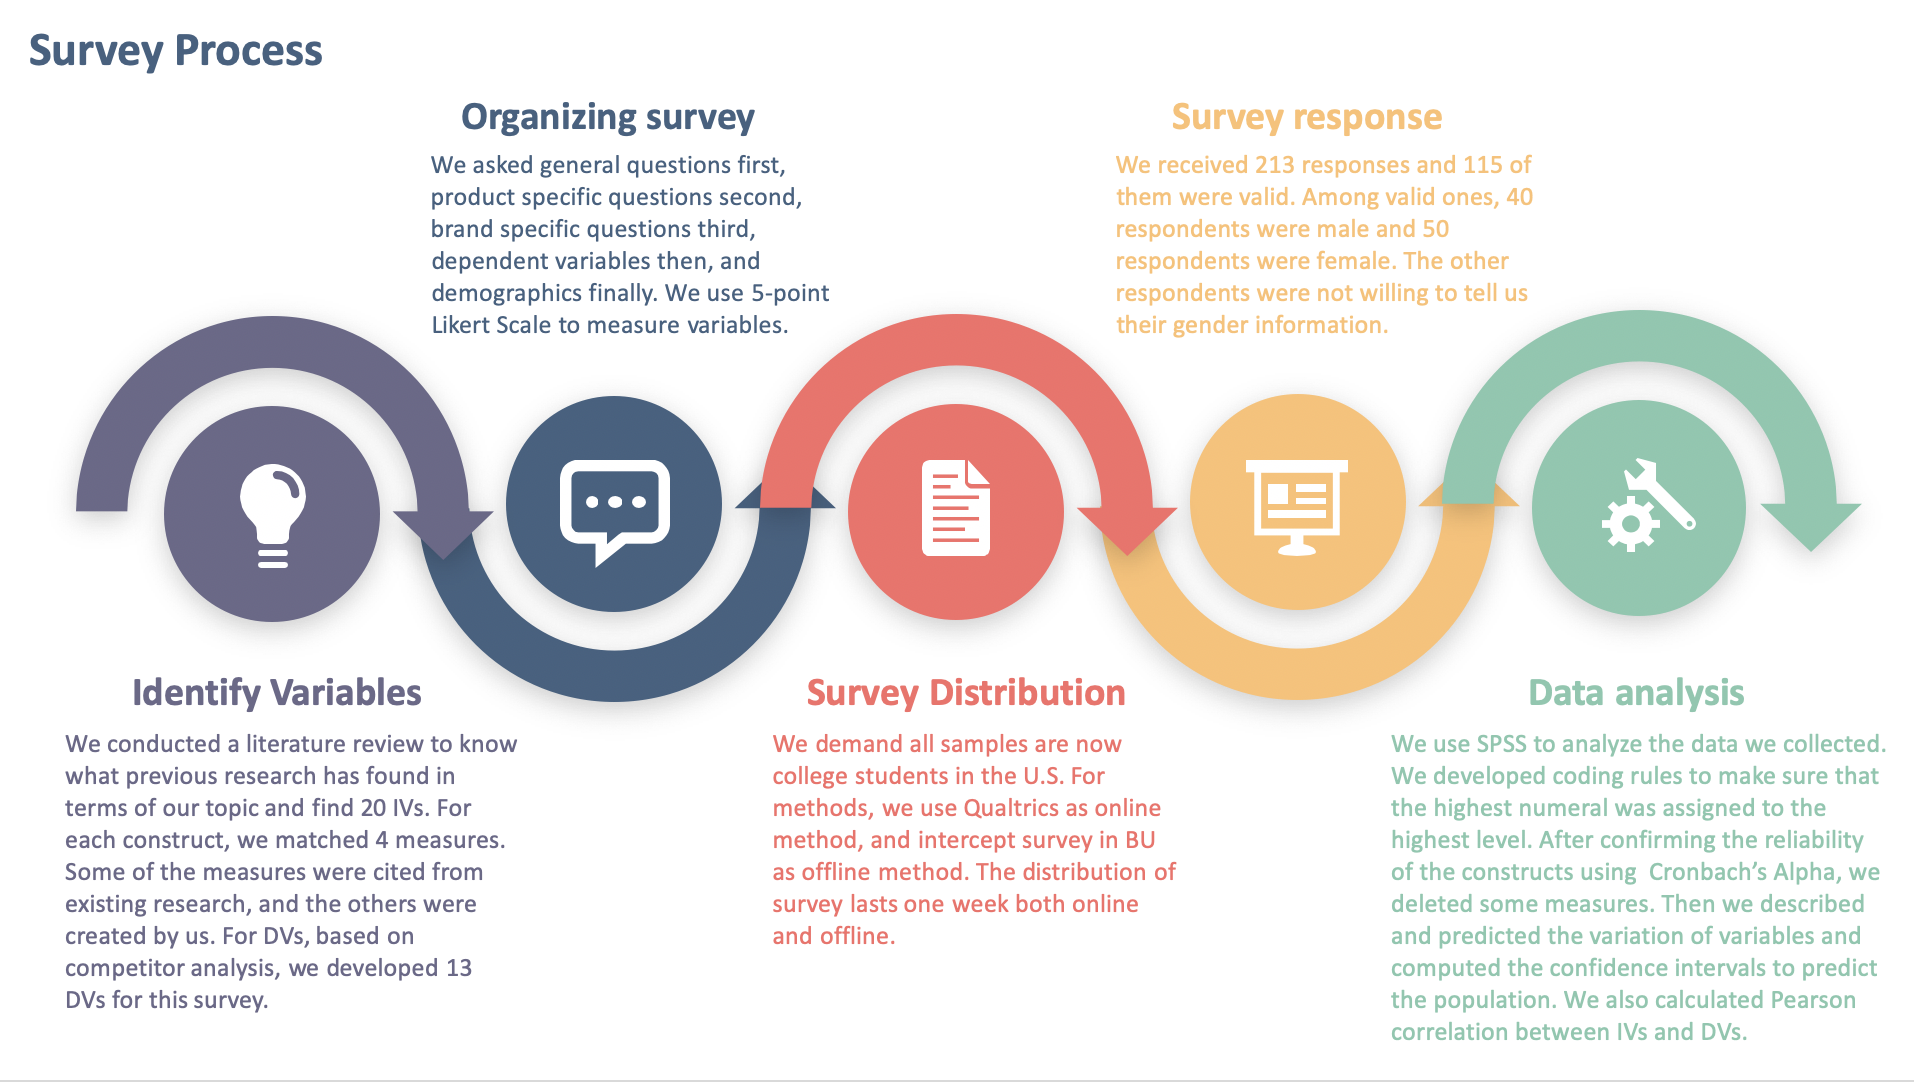 Survey Process
Organizing survey
We asked general questions first,
product specific questions second,
brand specific questions third,
dependent variables then, and
demographics finally. We use 5-point
Likert Scale to measure variables.
Survey response
We received 213 responses and 115 of
them were valid. Among valid ones, 40
respondents were male and 50
respondents were female. The other
respondents were not willing to tell us
their gender information.
Identify Variables
We conducted a literature review to know
what previous research has found in
terms of our topic and find 20 IVs. For
each construct, we matched 4 measures.
Some of the measures were cited from
existing research, and the others were
created by us. For DVs, based on
competitor analysis, we developed 13
DVs for this survey.
Survey Distribution
We demand all samples are now
college students in the U.S. For
methods, we use Qualtrics as online
method, and intercept survey in BU
as offline method. The distribution of
survey lasts one week both online
and offline.
Data analysis
We use SPSS to analyze the data we collected.
We developed coding rules to make sure that
the highest numeral was assigned to the
highest level. After confirming the reliability
of the constructs using  Cronbach’s Alpha, we
deleted some measures. Then we described
and predicted the variation of variables and
computed the confidence intervals to predict
the population. We also calculated Pearson
correlation between IVs and DVs.